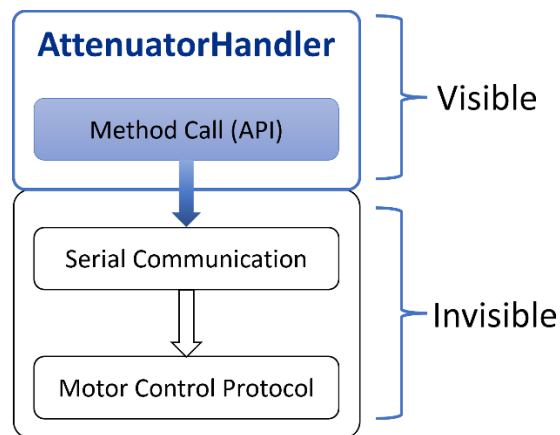 AttenuatorHandler
Visible
Method Call (API)
Serial Communication
Invisible
Motor Control Protocol